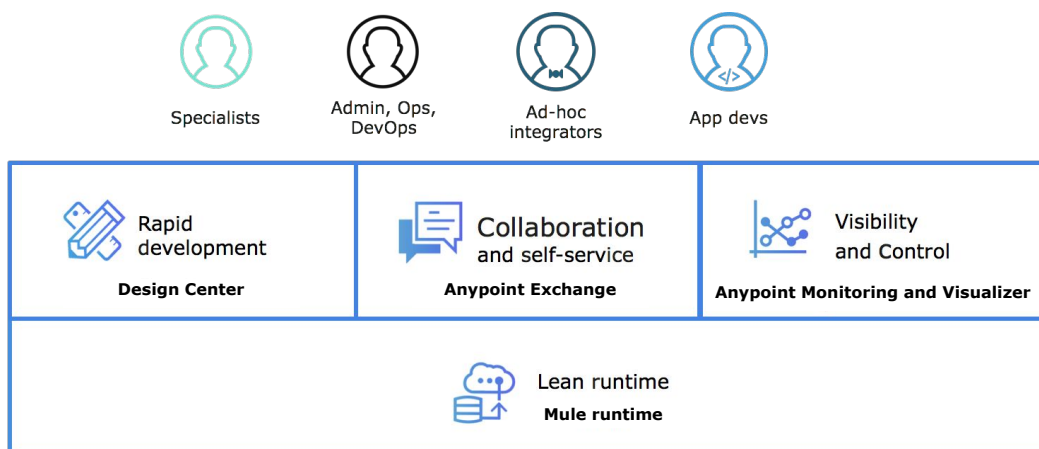 Specialists
Admin, Ops,
DevOps
Ad-hoc
integrators
App devs
</>
Rapid
development
Design Center
Collaboration
and self-service
Anypoint Exchange
Visibility
and Control
Anypoint Monitoring and Visualizer
Lean runtime
Mule runtime